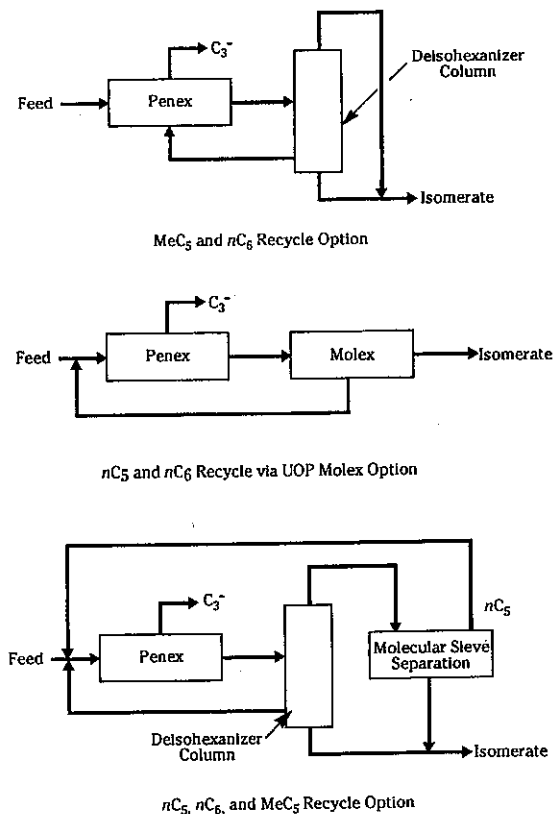 C₃⁻
Deisohexanizer
Column
Feed
Penex
Isomerate
MeC₅ and nC₆ Recycle Option
C₃⁻
Feed
Penex
Molex
Isomerate
nC₅ and nC₆ Recycle via UOP Molex Option
C₃⁻
nC₅
Feed
Penex
Molecular Sieve
Separation
Deisohexanizer
Column
Isomerate
nC₅, nC₆, and MeC₅ Recycle Option